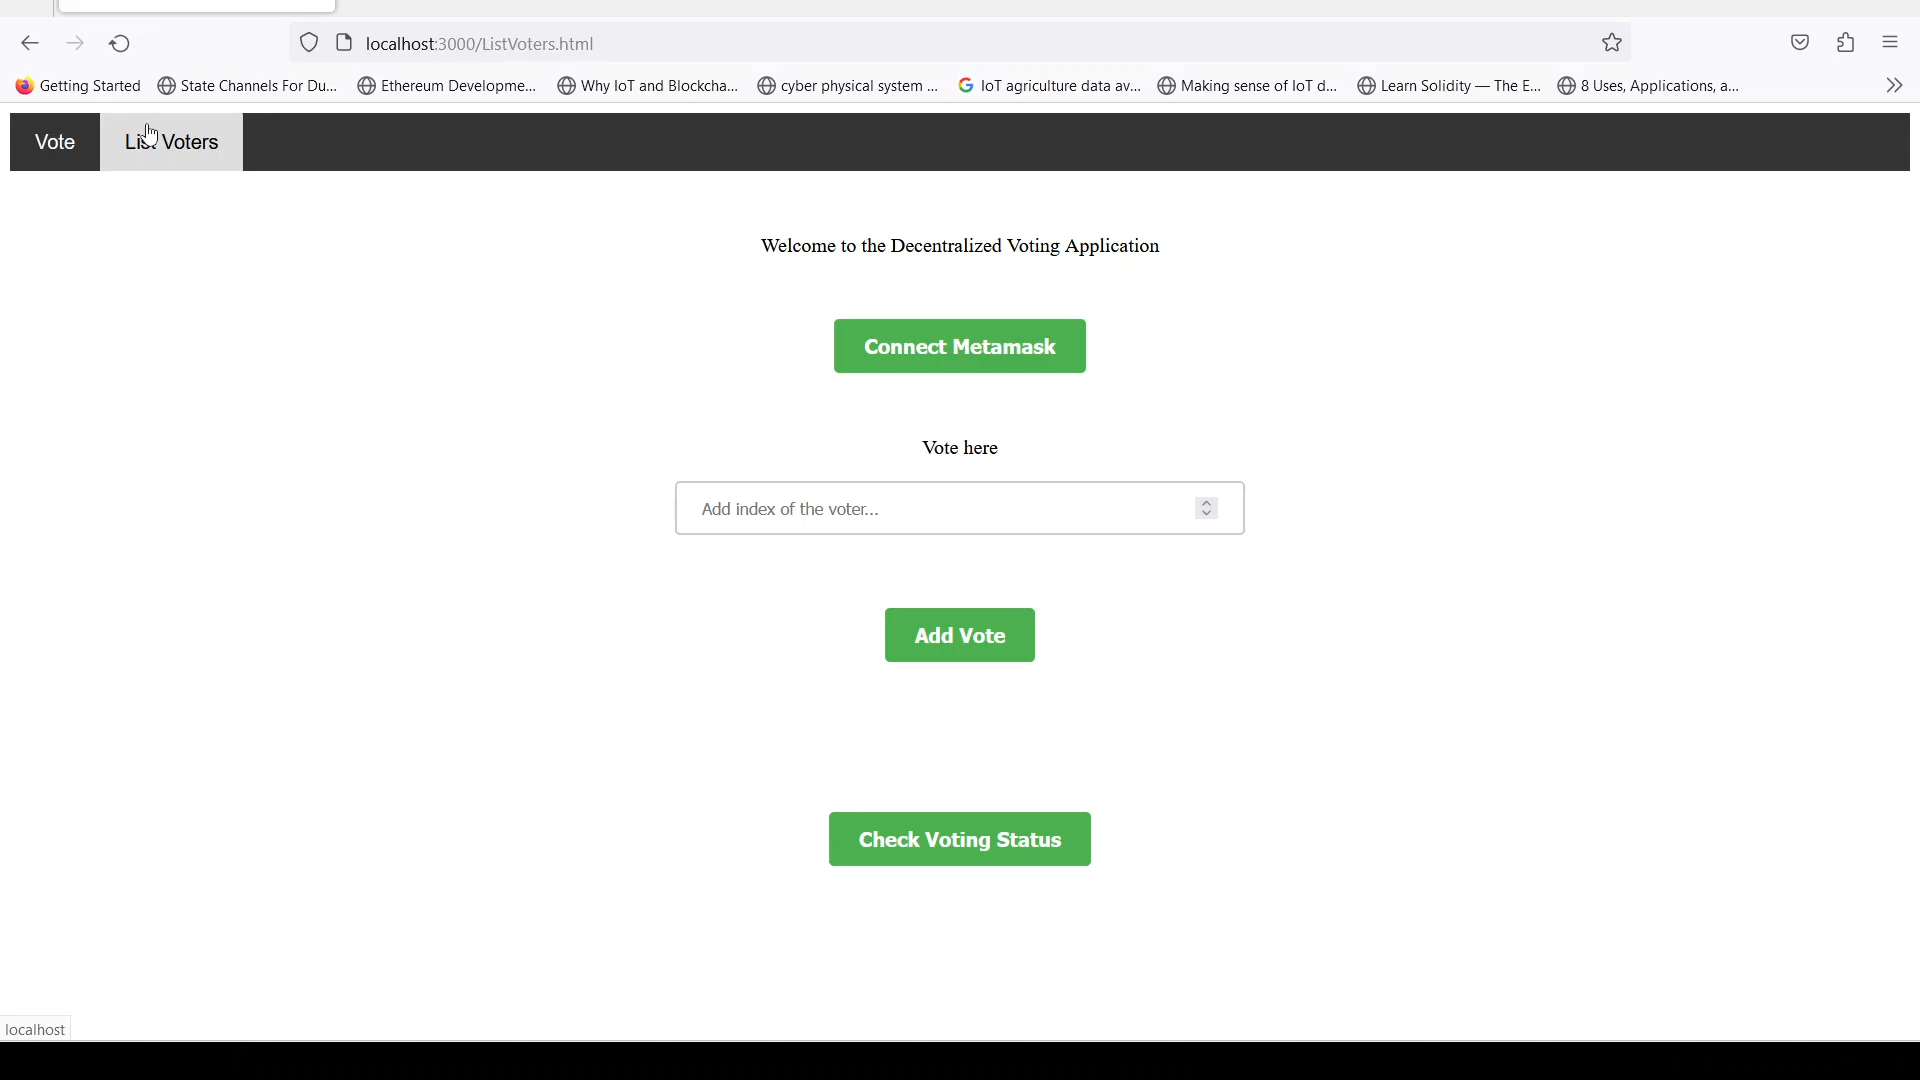 localhost:3000/ListVoters.html
Getting Started State Channels For Du... Ethereum Developme... Why IoT and Blockcha... cyber physical system ... IoT agriculture data av... Making sense of IoT d... Learn Solidity — The E... 8 Uses, Applications, a...
Vote List Voters
Welcome to the Decentralized Voting Application
Connect Metamask
Vote here
Add index of the voter...
Add Vote
Check Voting Status
localhost